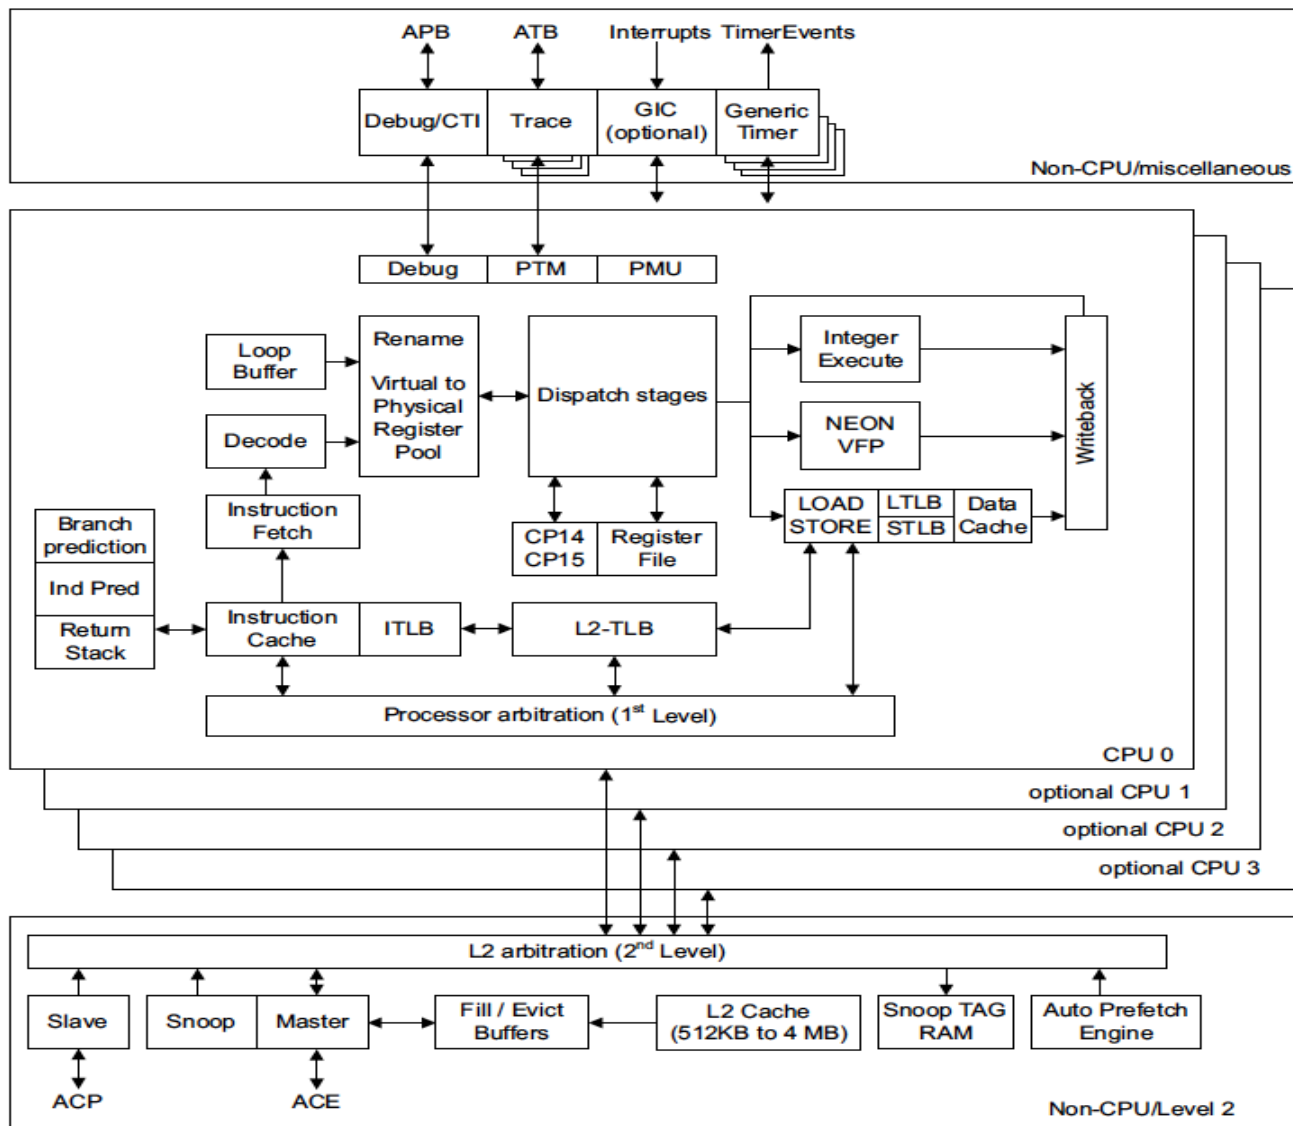 APB
ATB
Interrupts
TimerEvents
Debug/CTI
Trace
GIC
(optional)
Generic
Timer
Non-CPU/miscellaneous
Debug
PTM
PMU
Loop
Buffer
Rename
Virtual to
Physical
Register
Pool
Dispatch stages
Integer
Execute
NEON
VFP
Writeback
Decode
Instruction
Fetch
LOAD
STORE
LTLB
STLB
Data
Cache
CP14
CP15
Register
File
Branch
prediction
Ind Pred
Return
Stack
Instruction
Cache
ITLB
L2-TLB
Processor arbitration (1st Level)
CPU 0
optional CPU 1
optional CPU 2
optional CPU 3
L2 arbitration (2nd Level)
Slave
Snoop
Master
Fill / Evict
Buffers
L2 Cache
(512KB to 4 MB)
Snoop TAG
RAM
Auto Prefetch
Engine
ACP
ACE
Non-CPU/Level 2